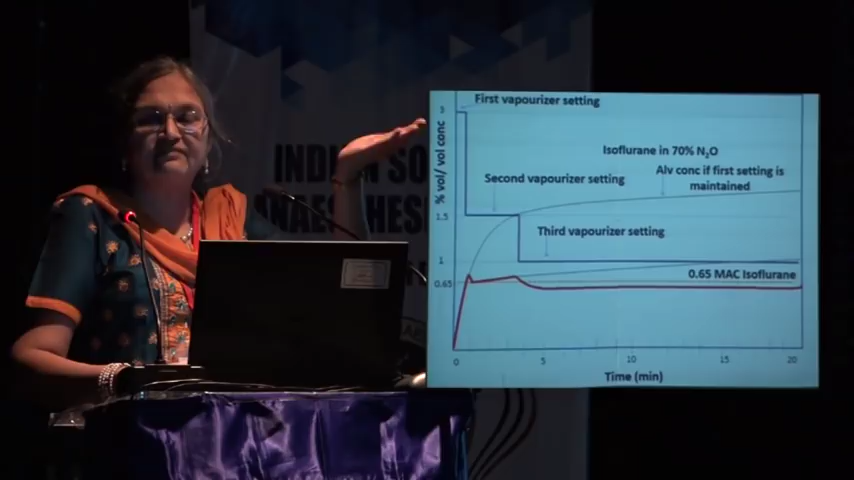 INDI
SO
First vapourizer setting
3
% vol/ vol conc
Isoflurane in 70% N₂O
Alv conc if first setting is
maintained
Second vapourizer setting
1.5
Third vapourizer setting
1
0.65 MAC Isoflurane
0.65
0
5
10
15
20
Time (min)